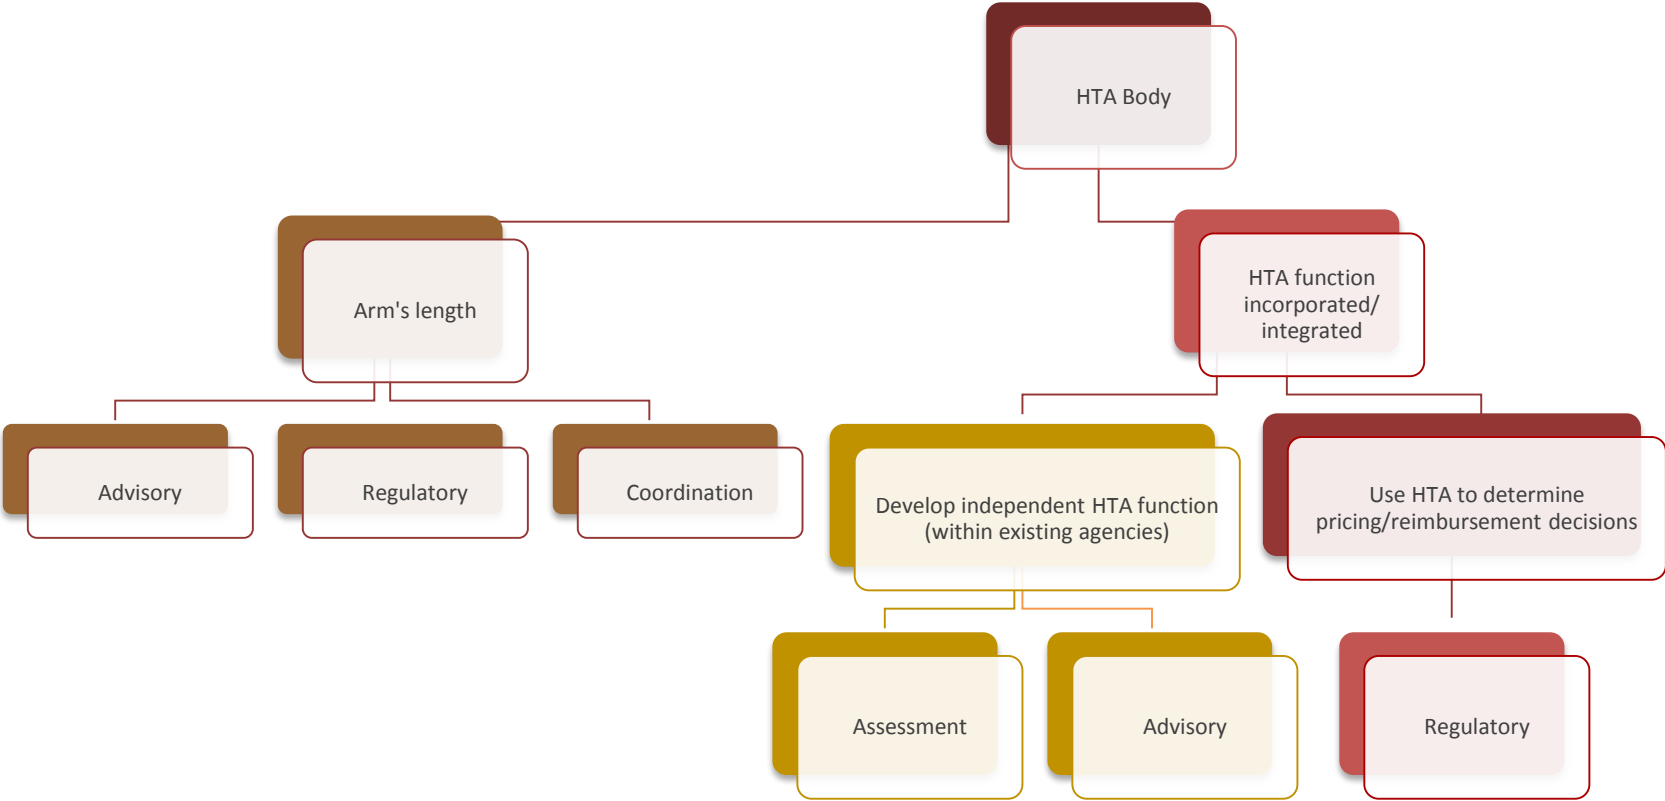 HTA Body
Arm's length
HTA function
incorporated/
integrated
Advisory
Regulatory
Coordination
Develop independent HTA function
(within existing agencies)
Use HTA to determine
pricing/reimbursement decisions
Assessment
Advisory
Regulatory